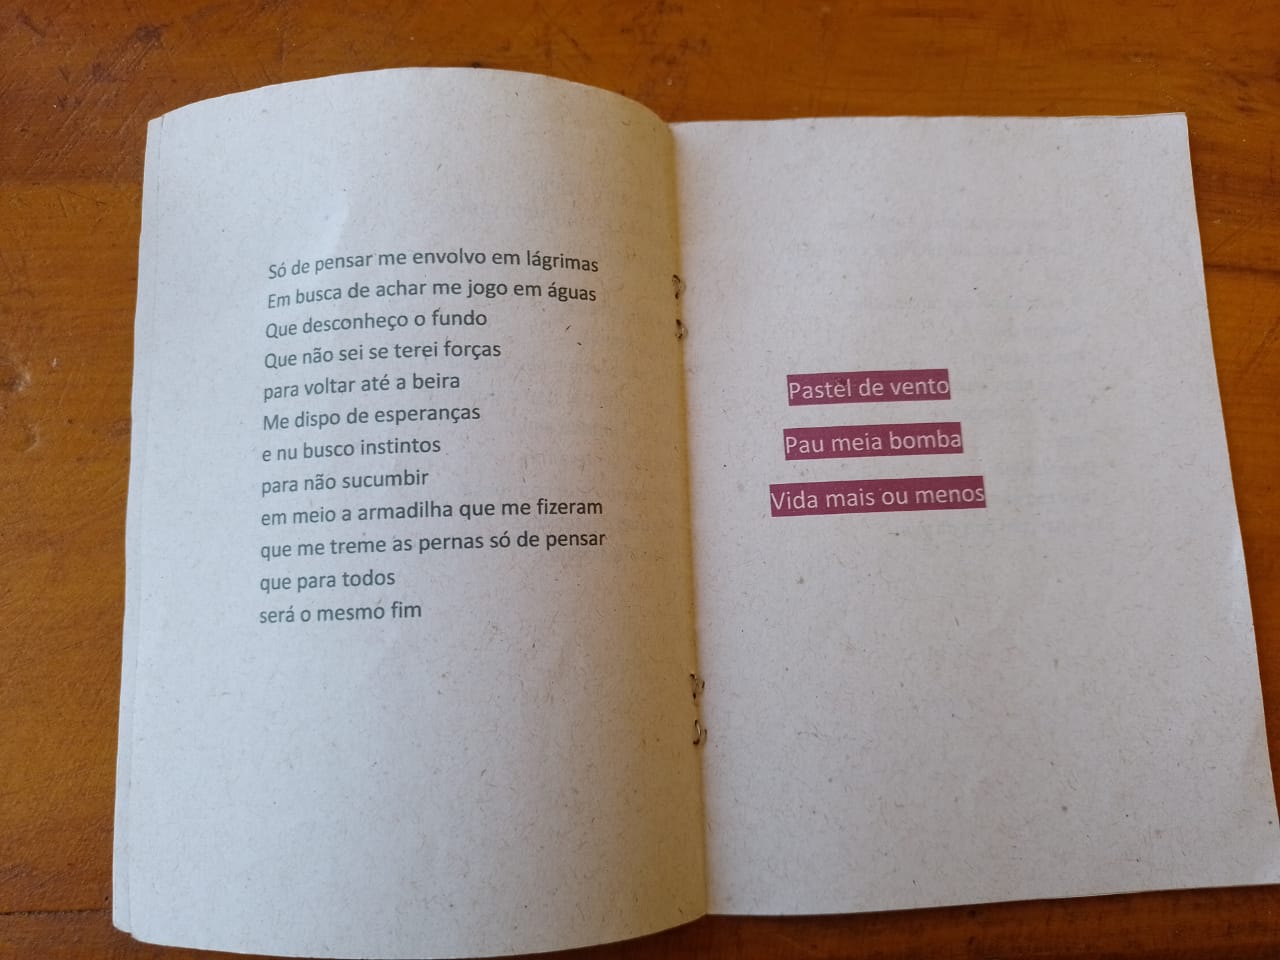 Só de pensar me envolvo em lágrimas
Em busca de achar me jogo em águas
Que desconheço o fundo
Que não sei se terei forças
para voltar até a beira
Me dispo de esperanças
e nu busco instintos
para não sucumbir
em meio a armadilha que me fizeram
que me treme as pernas só de pensar
que para todos
será o mesmo fim
Pastel de vento
Pau meia bomba
Vida mais ou menos